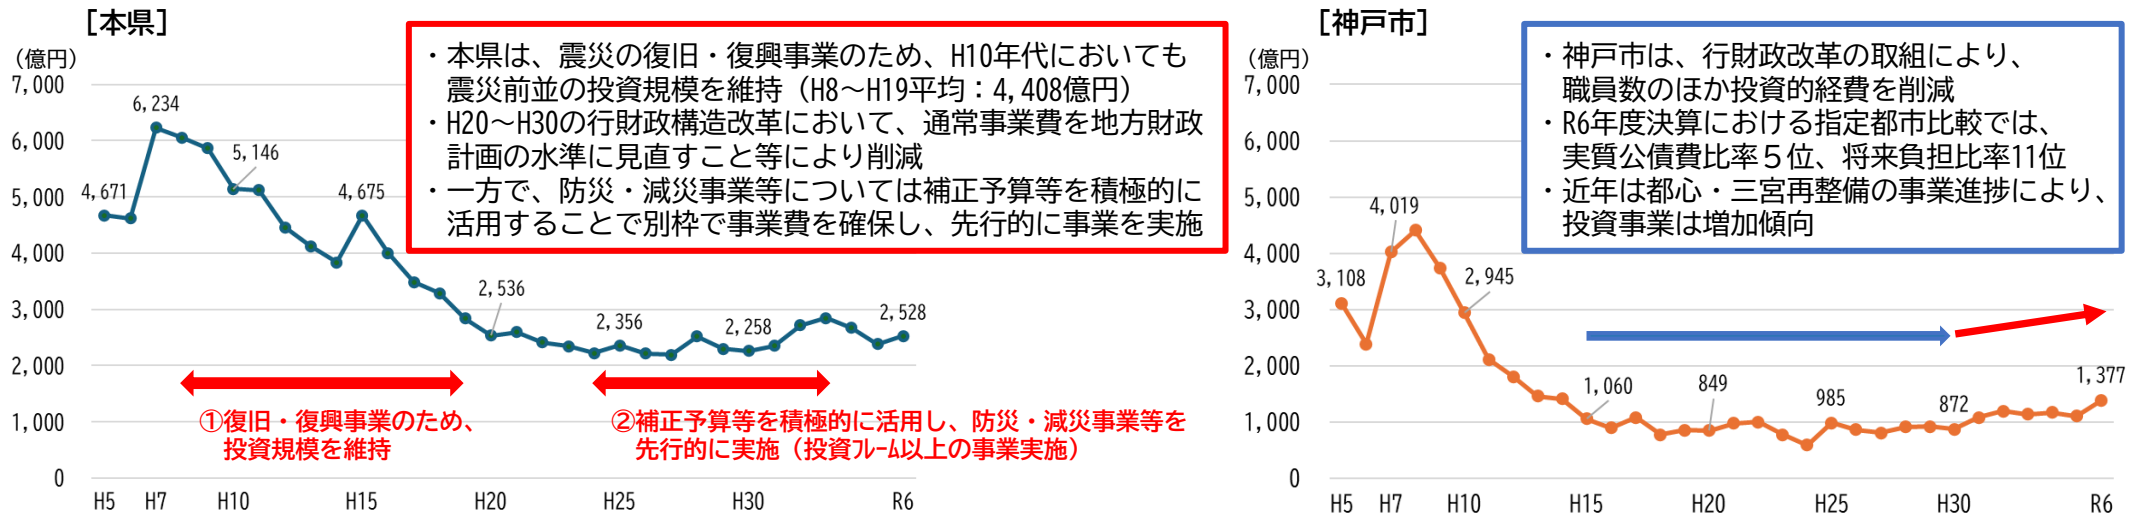 ［本県］
（億円）
7,000
6,000
5,000
4,000
3,000
2,000
1,000
0
4,671
6,234
5,146
4,675
2,536
2,356
2,258
2,528
H5
H7
H10
H15
H20
H25
H30
R6
・本県は、震災の復旧・復興事業のため、H10年代においても
震災前並の投資規模を維持（H8～H19平均：4,408億円）
・H20～H30の行財政構造改革において、通常事業費を地方財政
計画の水準に見直すこと等により削減
・一方で、防災・減災事業等については補正予算等を積極的に
活用することで別枠で事業費を確保し、先行的に事業を実施
①復旧・復興事業のため、
投資規模を維持
②補正予算等を積極的に活用し、防災・減災事業等を
先行的に実施（投資ﾌﾚｰﾑ以上の事業実施）
［神戸市］
（億円）
7,000
6,000
5,000
4,000
3,000
2,000
1,000
0
3,108
4,019
2,945
1,060
849
985
872
1,377
H5
H7
H10
H15
H20
H25
H30
R6
・神戸市は、行財政改革の取組により、
職員数のほか投資的経費を削減
・R6年度決算における指定都市比較では、
実質公債費比率５位、将来負担比率11位
・近年は都心・三宮再整備の事業進捗により、
投資事業は増加傾向